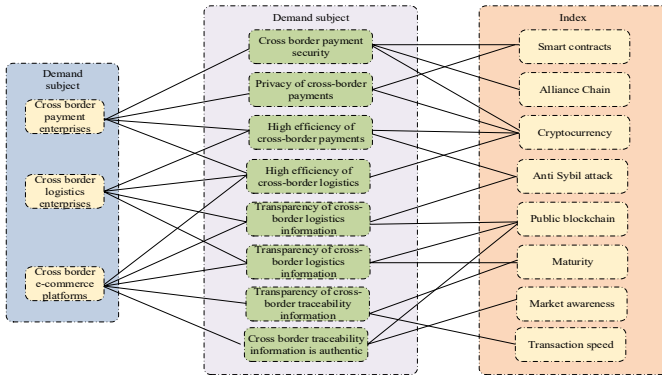 Demand
subject
Cross border
payment
enterprises
Cross border
logistics
enterprises
Cross border
e-commerce
platforms
Demand subject
Cross border payment
security
Privacy of cross-border
payments
High efficiency of
cross-border payments
High efficiency of
cross-border logistics
Transparency of cross-
border logistics
information
Transparency of cross-
border logistics
information
Transparency of cross-
border traceability
information
Cross border traceability
information is authentic
Index
Smart contracts
Alliance Chain
Cryptocurrency
Anti Sybil attack
Public blockchain
Maturity
Market awareness
Transaction speed